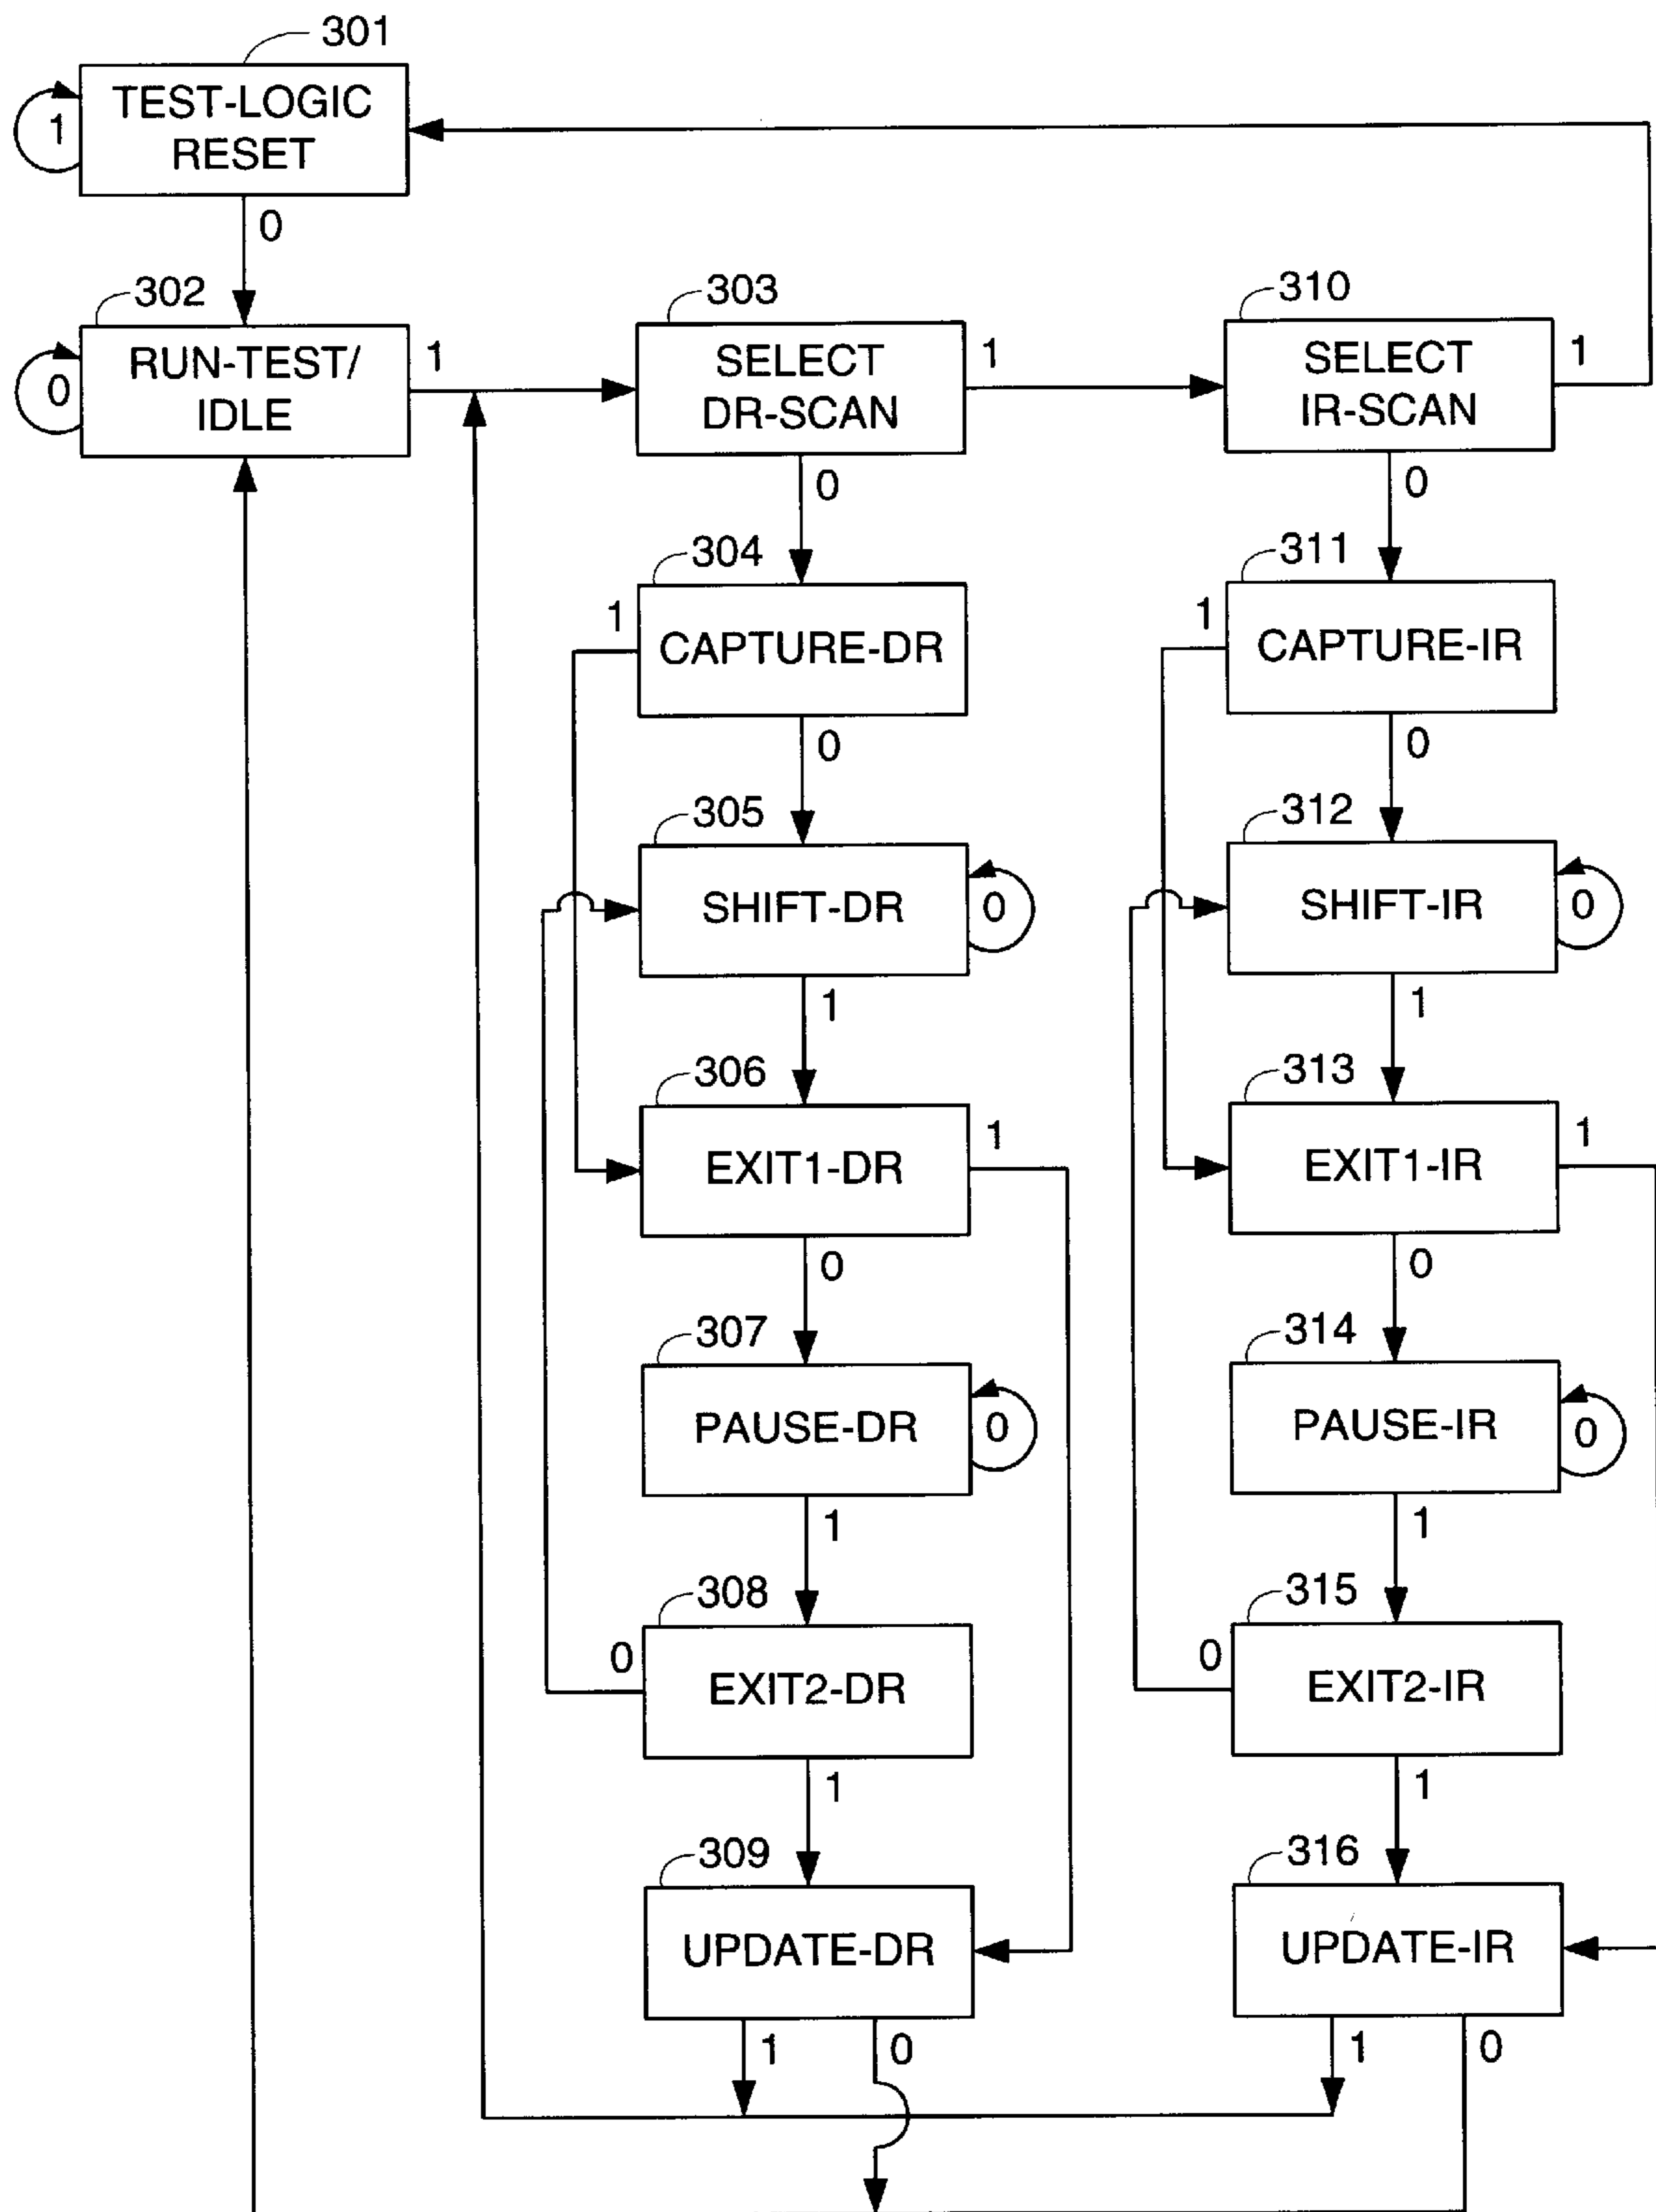 301
TEST-LOGIC
RESET
1
0
302
RUN-TEST/
IDLE
0
1
303
SELECT
DR-SCAN
1
0
310
SELECT
IR-SCAN
1
0
304
CAPTURE-DR
1
0
311
CAPTURE-IR
1
0
305
SHIFT-DR
0
1
312
SHIFT-IR
0
1
306
EXIT1-DR
1
0
313
EXIT1-IR
1
0
307
PAUSE-DR
0
1
314
PAUSE-IR
0
1
308
EXIT2-DR
0
1
315
EXIT2-IR
0
1
309
UPDATE-DR
1
0
316
UPDATE-IR
1
0